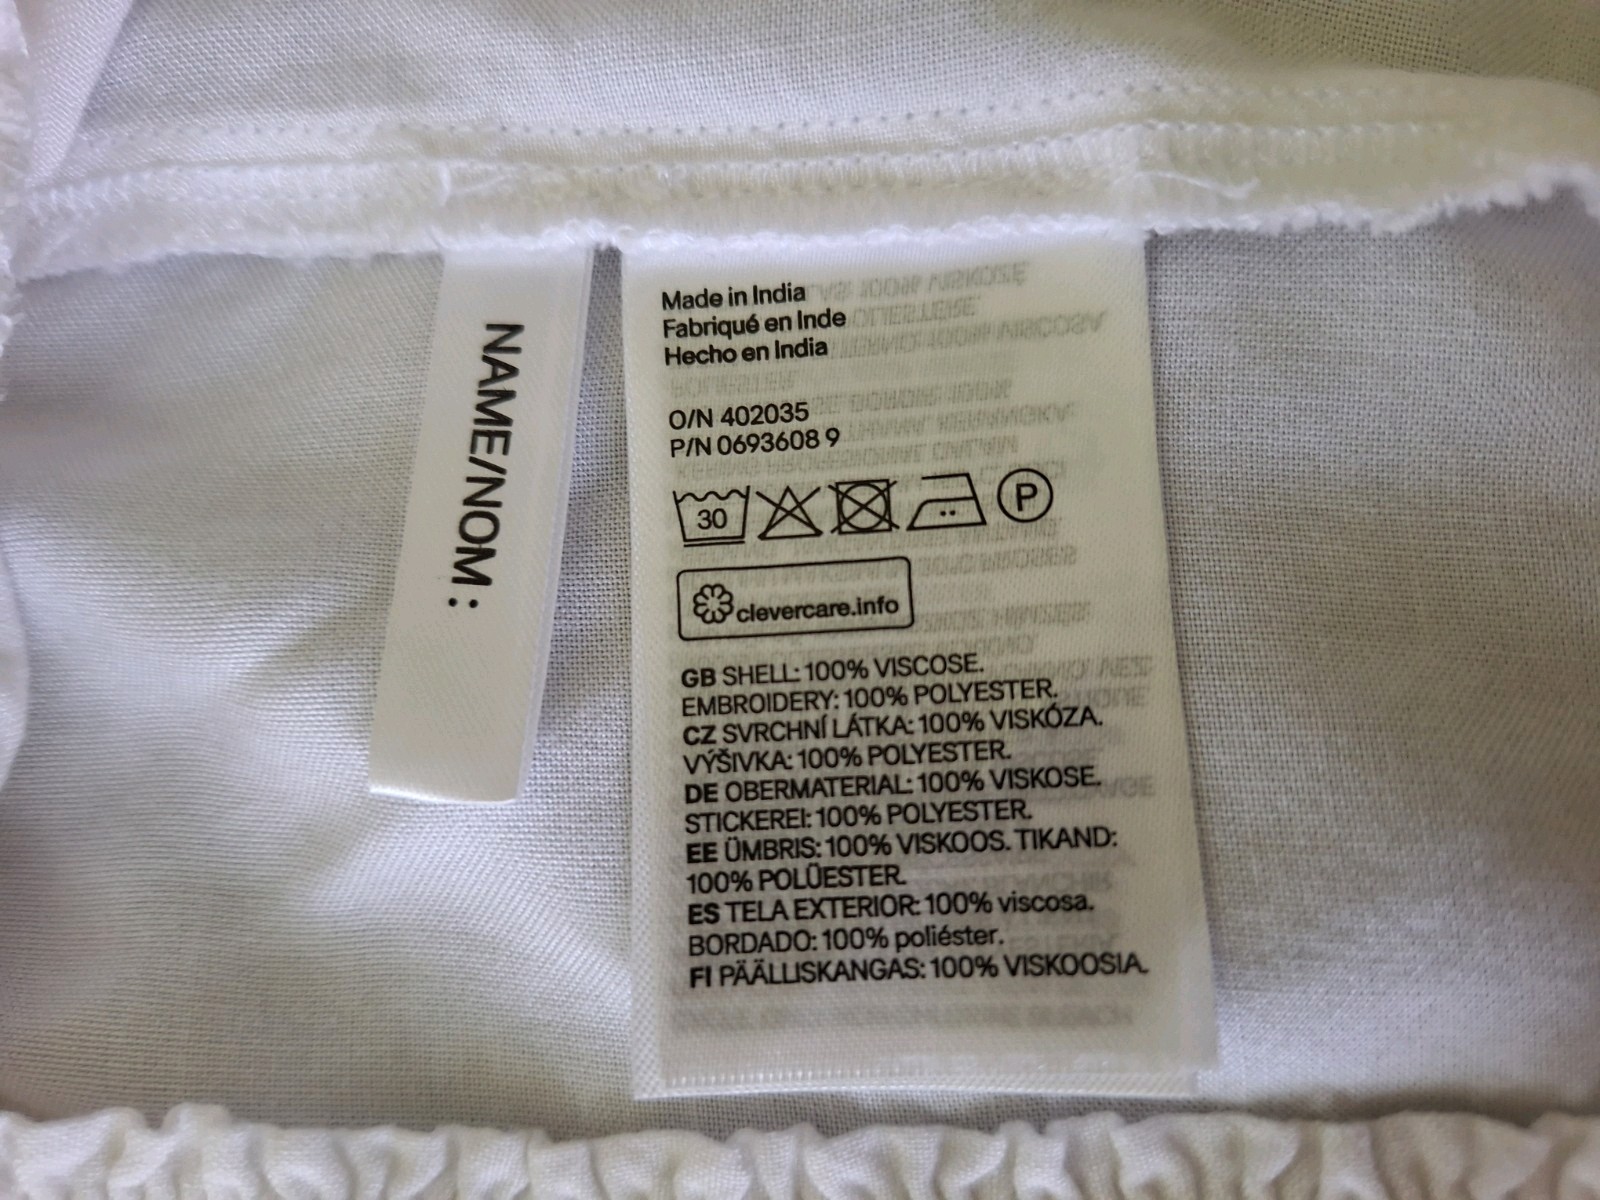 NAME/NOM :
Made in India
Fabriqué en Inde
Hecho en India
O/N 402035
P/N 0693608 9
30
P
clevercare.info
GB SHELL: 100% VISCOSE.
EMBROIDERY: 100% POLYESTER.
CZ SVRCHNÍ LÁTKA: 100% VISKÓZA.
VÝŠIVKA: 100% POLYESTER.
DE OBERMATERIAL: 100% VISKOSE.
STICKEREI: 100% POLYESTER.
EE ÜMBRIS: 100% VISKOOS. TIKAND:
100% POLÜESTER.
ES TELA EXTERIOR: 100% viscosa.
BORDADO: 100% poliéster.
FI PÄÄLLISKANGAS: 100% VISKOOSIA.